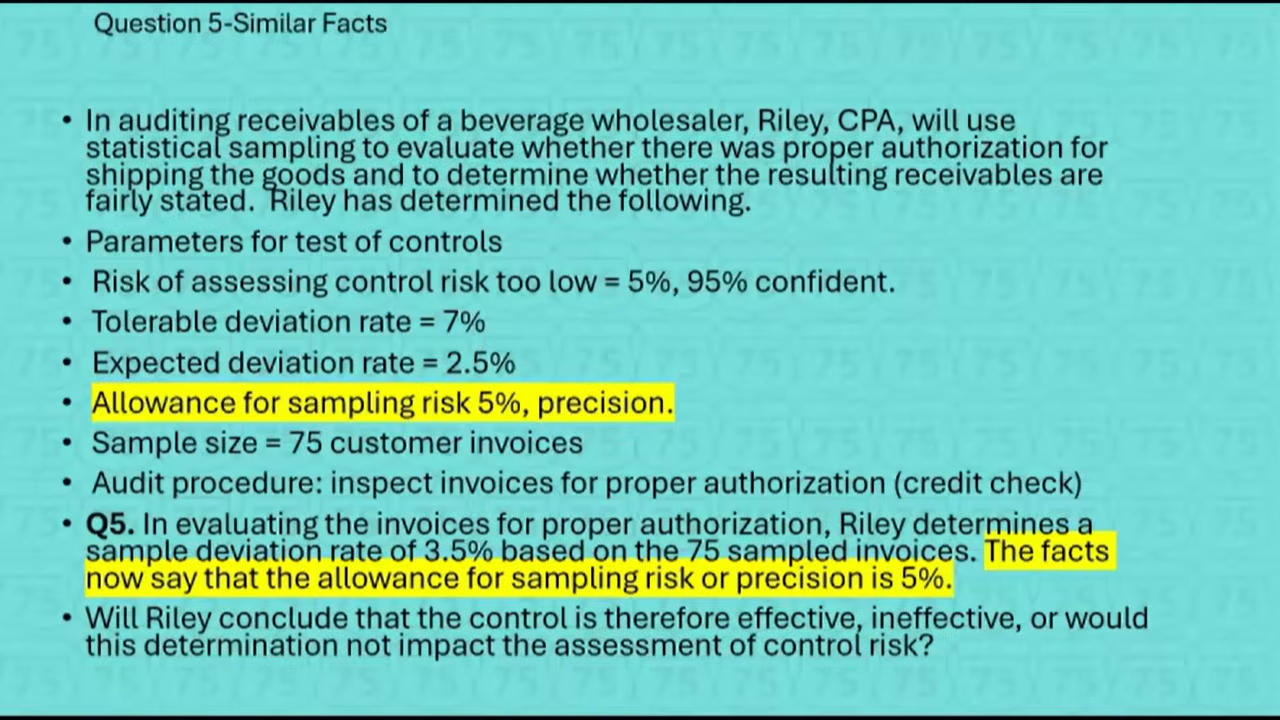 Question 5-Similar Facts
• In auditing receivables of a beverage wholesaler, Riley, CPA, will use
statistical sampling to evaluate whether there was proper authorization for
shipping the goods and to determine whether the resulting receivables are
fairly stated. Riley has determined the following.
• Parameters for test of controls
• Risk of assessing control risk too low = 5%, 95% confident.
• Tolerable deviation rate = 7%
• Expected deviation rate = 2.5%
• Allowance for sampling risk 5%, precision.
• Sample size = 75 customer invoices
• Audit procedure: inspect invoices for proper authorization (credit check)
• Q5. In evaluating the invoices for proper authorization, Riley determines a
sample deviation rate of 3.5% based on the 75 sampled invoices. The facts
now say that the allowance for sampling risk or precision is 5%.
• Will Riley conclude that the control is therefore effective, ineffective, or would
this determination not impact the assessment of control risk?